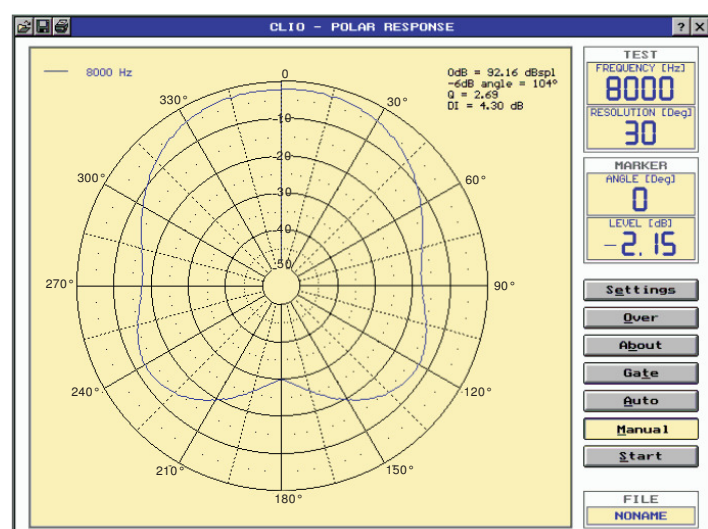 CLIO - POLAR RESPONSE
? X
8000 Hz
0dB = 92.16 dBspl
-6dB angle = 104°
Q = 2.69
DI = 4.30 dB
0
330°
30°
-10
300°
-20
60°
-30
-40
-50
270°
90°
240°
120°
210°
150°
180°
TEST
FREQUENCY [Hz]
8000
RESOLUTION [Deg]
30
MARKER
ANGLE [Deg]
0
LEVEL [dB]
-2.15
Settings
Over
About
Gate
Auto
Manual
Start
FILE
NONAME